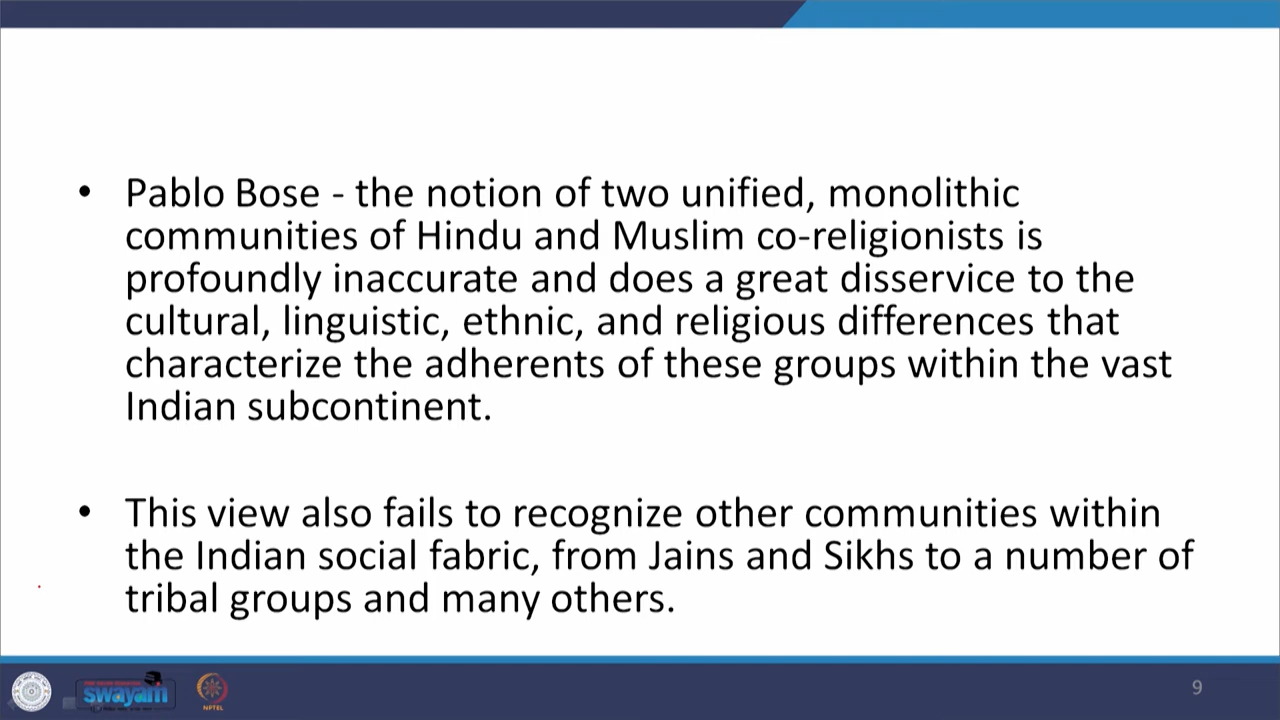 • Pablo Bose - the notion of two unified, monolithic
communities of Hindu and Muslim co-religionists is
profoundly inaccurate and does a great disservice to the
cultural, linguistic, ethnic, and religious differences that
characterize the adherents of these groups within the vast
Indian subcontinent.
• This view also fails to recognize other communities within
the Indian social fabric, from Jains and Sikhs to a number of
tribal groups and many others.
swayam
NPTEL
9